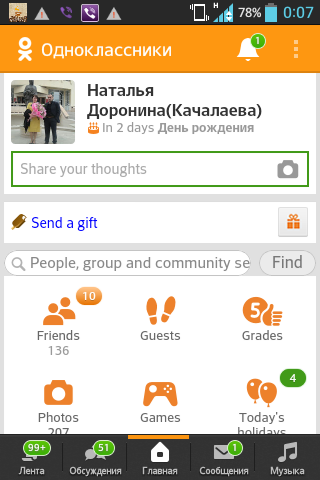 78% 0:07
Одноклассники 1
Наталья
Доронина(Качалаева)
In 2 days День рождения
Share your thoughts
Send a gift
People, group and community se Find
10 5
Friends Guests Grades
136
4
Photos Games Today's
207 holidays
99+ 51 1
Лента Обсуждения Главная Сообщения Музыка